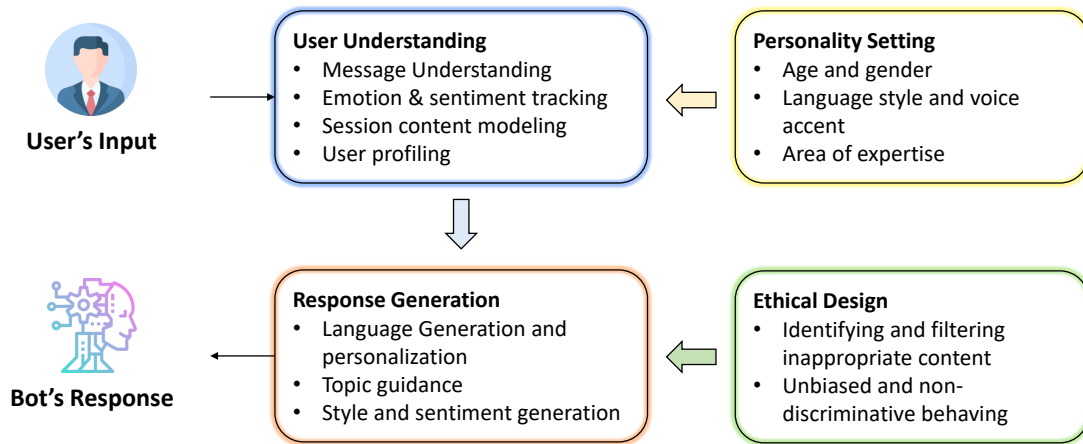 User's Input
User Understanding
• Message Understanding
• Emotion & sentiment tracking
• Session content modeling
• User profiling
Personality Setting
• Age and gender
• Language style and voice
accent
• Area of expertise
Bot's Response
Response Generation
• Language Generation and
personalization
• Topic guidance
• Style and sentiment generation
Ethical Design
• Identifying and filtering
inappropriate content
• Unbiased and non-
discriminative behaving